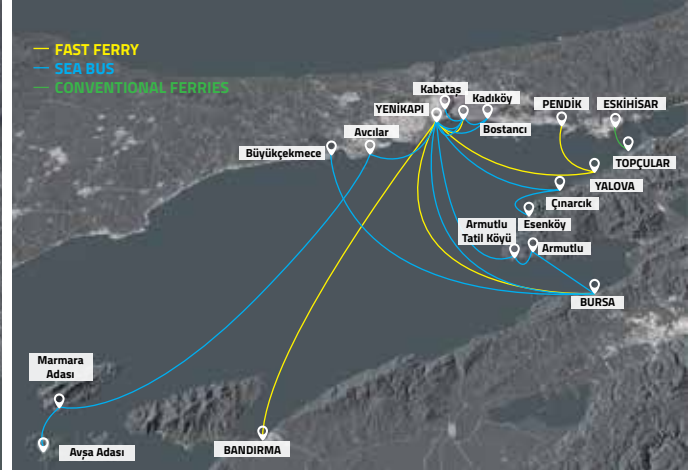 FAST FERRY
SEA BUS
CONVENTIONAL FERRIES
Kabataş
Kadıköy
YENİKAPI
PENDİK
ESKİHİSAR
Avcılar
Bostancı
Büyükçekmece
TOPÇULAR
YALOVA
Çınarcık
Armutlu
Tatil Köyü
Esenköy
Armutlu
BURSA
Marmara
Adası
Avşa Adası
BANDIRMA